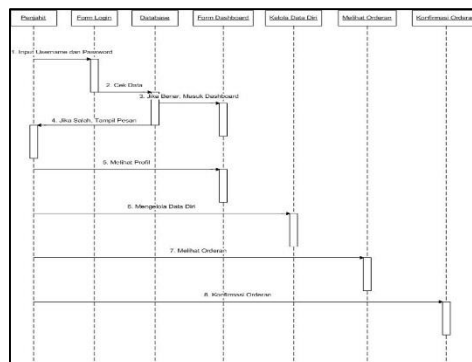 Penjahit
Form Login
Database
Form Dashboard
Kelola Data Diri
Melihat Orderan
Konfirmasi Orderan
1. Input Username dan Password
2. Cek Data
3. Jika Benar, Masuk Dashboard
4. Jika Salah, Tampil Pesan
5. Melihat Profil
6. Mengelola Data Diri
7. Melihat Orderan
8. Konfirmasi Orderan